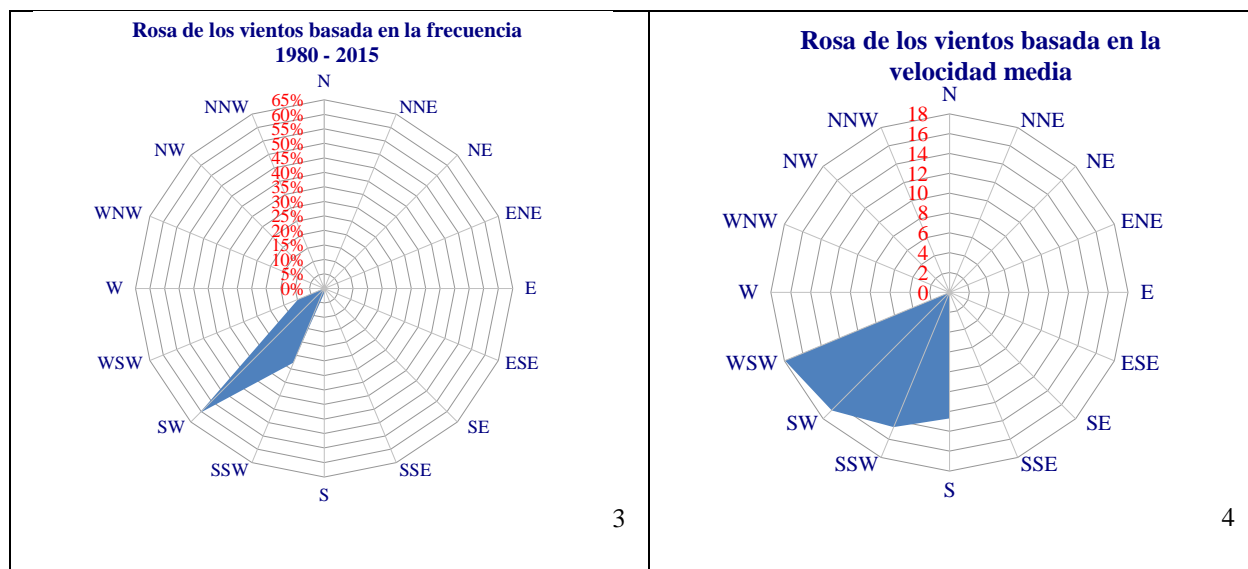 Rosa de los vientos basada en la frecuencia
1980 - 2015
N
NNE
NE
ENE
E
ESE
SE
SSE
S
SSW
SW
WSW
W
WNW
NW
NNW
65%
60%
55%
50%
45%
40%
35%
30%
25%
20%
15%
10%
5%
0%
3
Rosa de los vientos basada en la
velocidad media
N
NNE
NE
ENE
E
ESE
SE
SSE
S
SSW
SW
WSW
W
WNW
NW
NNW
18
16
14
12
10
8
6
4
2
0
4